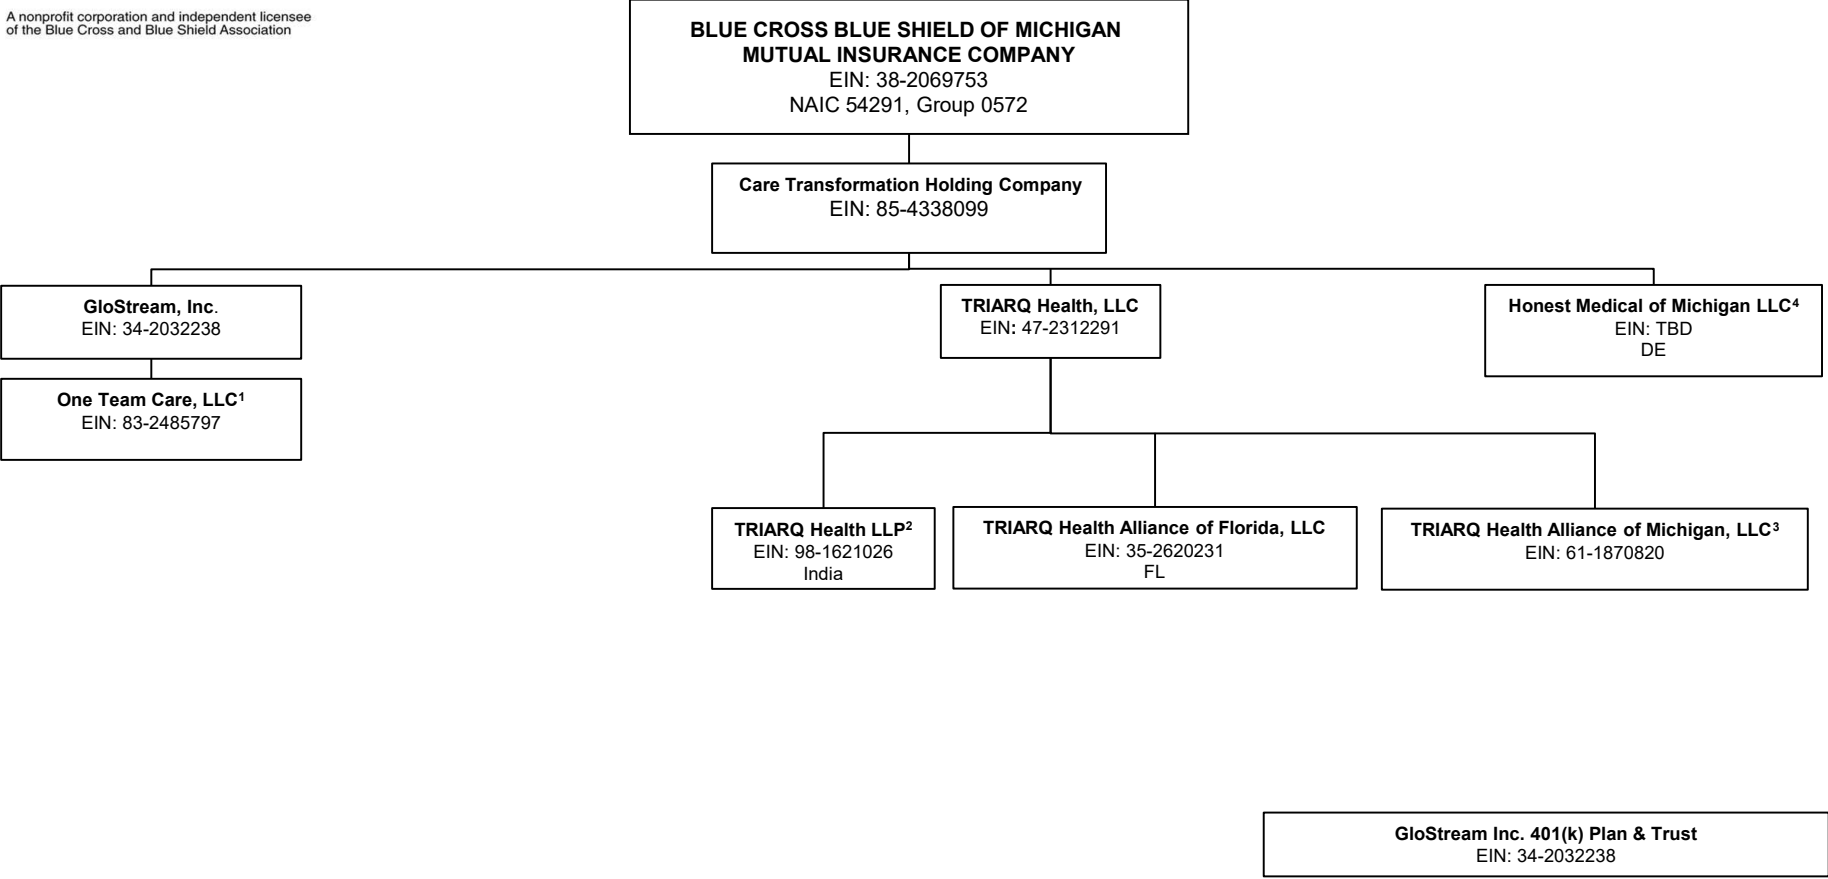 A nonprofit corporation and independent licensee
of the Blue Cross and Blue Shield Association
BLUE CROSS BLUE SHIELD OF MICHIGAN
MUTUAL INSURANCE COMPANY
EIN: 38-2069753
NAIC 54291, Group 0572
Care Transformation Holding Company
EIN: 85-4338099
GloStream, Inc.
EIN: 34-2032238
TRIARQ Health, LLC
EIN: 47-2312291
Honest Medical of Michigan LLC⁴
EIN: TBD
DE
One Team Care, LLC¹
EIN: 83-2485797
TRIARQ Health LLP²
EIN: 98-1621026
India
TRIARQ Health Alliance of Florida, LLC
EIN: 35-2620231
FL
TRIARQ Health Alliance of Michigan, LLC³
EIN: 61-1870820
GloStream Inc. 401(k) Plan & Trust
EIN: 34-2032238